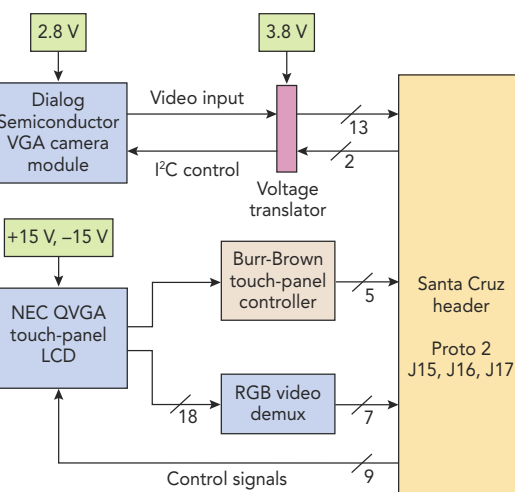 2.8 V
3.8 V
Dialog
Semiconductor
VGA camera
module
Video input
13
2
I²C control
Voltage
translator
+15 V, –15 V
Burr-Brown
touch-panel
controller
5
NEC QVGA
touch-panel
LCD
Santa Cruz
header
Proto 2
J15, J16, J17
RGB video
demux
18
7
9
Control signals